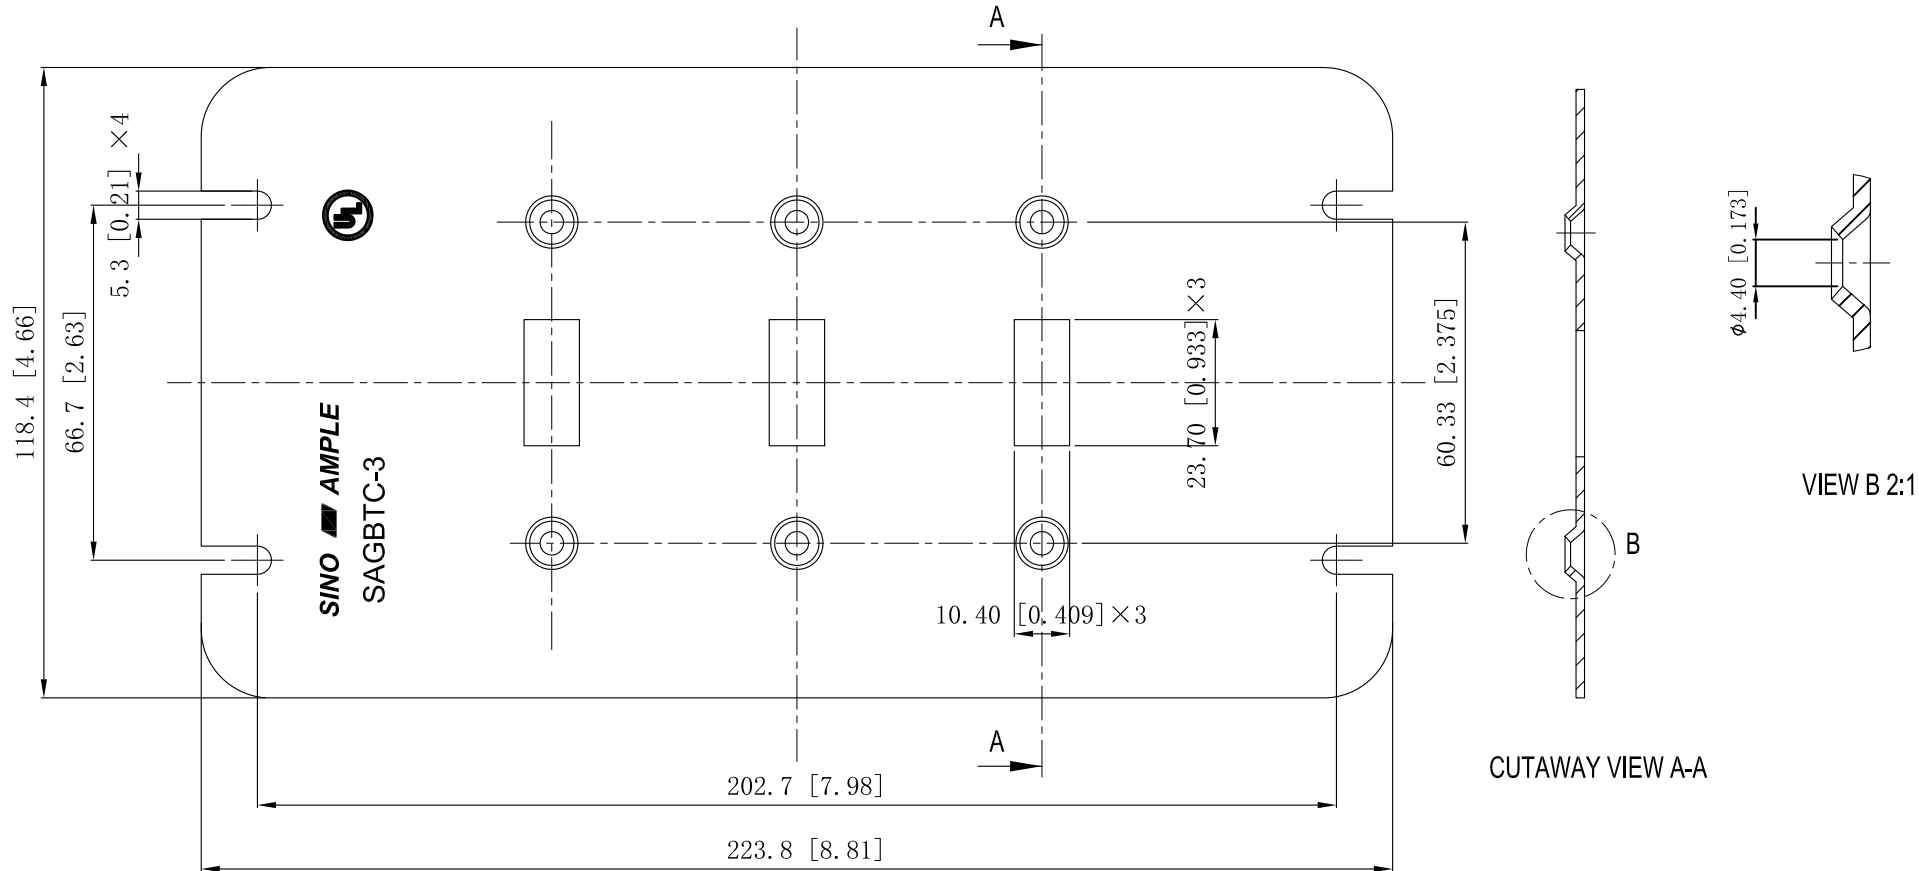 A
5.3 [0.21] ×4
118.4 [4.66]
66.7 [2.63]
UL
SINO AMPLE
SAGBTC-3
23.70 [0.933]×3
60.33 [2.375]
10.40 [0.409]×3
A
202.7 [7.98]
223.8 [8.81]
B
CUTAWAY VIEW A-A
ϕ4.40 [0.173]
VIEW B 2:1